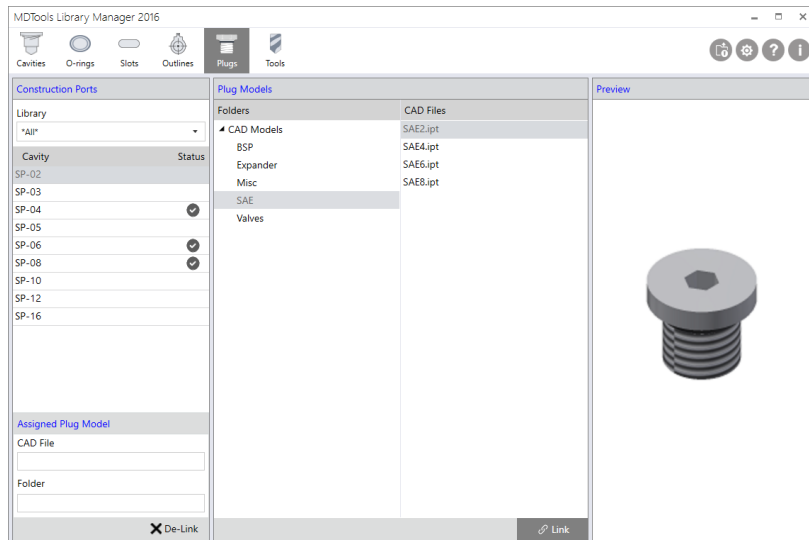 MDTools Library Manager 2016
Cavities O-rings Slots Outlines Plugs Tools
Construction Ports
Library
*All*
Cavity Status
SP-02
SP-03
SP-04
SP-05
SP-06
SP-08
SP-10
SP-12
SP-16
Assigned Plug Model
CAD File
Folder
De-Link
Plug Models
Folders CAD Files
CAD Models
BSP
Expander
Misc
SAE
Valves
SAE2.ipt
SAE4.ipt
SAE6.ipt
SAE8.ipt
Link
Preview